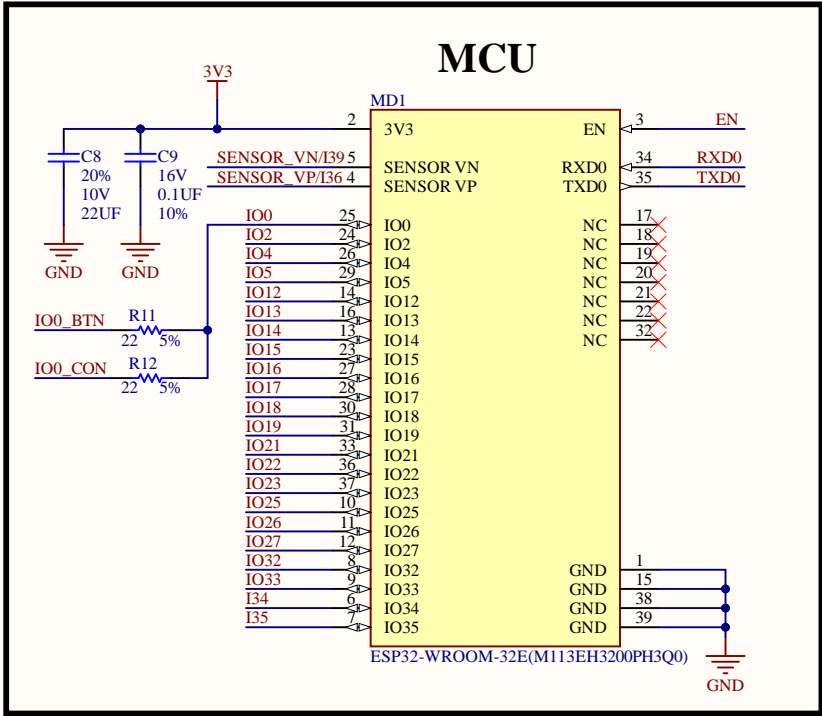 MCU
3V3
MD1
2 3V3 EN 3 EN
SENSOR_VN/I39 5 SENSOR VN RXD0 34 RXD0
SENSOR_VP/I36 4 SENSOR VP TXD0 35 TXD0
C8
20%
10V
22UF
C9
16V
0.1UF
10%
GND
GND
IO0 25 IO0 NC 17
IO2 24 IO2 NC 18
IO4 26 IO4 NC 19
IO5 29 IO5 NC 20
IO12 14 IO12 NC 21
IO13 16 IO13 NC 22
IO14 13 IO14 NC 32
IO15 23 IO15
IO16 27 IO16
IO17 28 IO17
IO18 30 IO18
IO19 31 IO19
IO21 33 IO21
IO22 36 IO22
IO23 37 IO23
IO25 10 IO25
IO26 11 IO26
IO27 12 IO27
IO32 8 IO32 GND 1
IO33 9 IO33 GND 15
I34 6 IO34 GND 38
I35 7 IO35 GND 39
IO0_BTN R11
22 5%
IO0_CON R12
22 5%
ESP32-WROOM-32E(M113EH3200PH3Q0)
GND